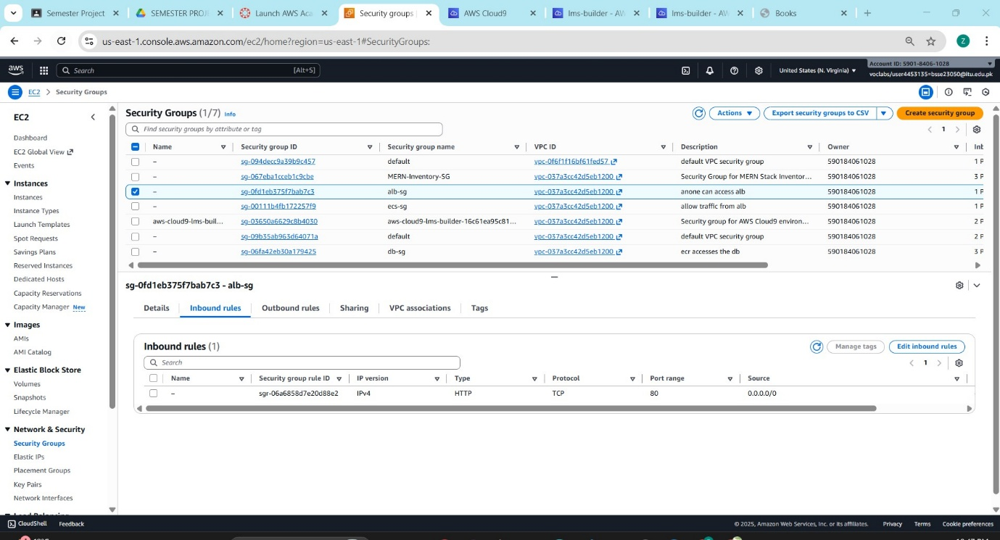 Semester Project
SEMESTER PROJ
Launch AWS Aca
Security groups
AWS Cloud9
lms-builder - AW
lms-builder - AW
Books
us-east-1.console.aws.amazon.com/ec2/home?region=us-east-1#SecurityGroups:
Z
aws
Search
[Alt+S]
United States (N. Virginia)
Account ID: 5901-8406-1028
voclabs/user4453135=bsse23050@itu.edu.pk
EC2 > Security Groups
EC2
Dashboard
EC2 Global View
Events
Instances
Instances
Instance Types
Launch Templates
Spot Requests
Savings Plans
Reserved Instances
Dedicated Hosts
Capacity Reservations
Capacity Manager New
Images
AMIs
AMI Catalog
Elastic Block Store
Volumes
Snapshots
Lifecycle Manager
Network & Security
Security Groups
Elastic IPs
Placement Groups
Key Pairs
Network Interfaces
Security Groups (1/7) Info
Actions
Export security groups to CSV
Create security group
Find security groups by attribute or tag
1
Name Security group ID Security group name VPC ID Description Owner Int
– sg-094decc9a39b9c457 default vpc-0f6f1f16bf61fed57 default VPC security group 590184061028 1 P
– sg-067eba1cceb1c9cbe MERN-Inventory-SG vpc-037a3cc42d5eb1200 Security Group for MERN Stack Inventor... 590184061028 3 P
– sg-0fd1eb375f7bab7c3 alb-sg vpc-037a3cc42d5eb1200 anone can access alb 590184061028 1 P
– sg-00111b4fb172257f9 ecs-sg vpc-037a3cc42d5eb1200 allow traffic from alb 590184061028 1 P
aws-cloud9-lms-buil... sg-03650a6629c8b4030 aws-cloud9-lms-builder-16c61ea95c81... vpc-037a3cc42d5eb1200 Security group for AWS Cloud9 environ... 590184061028 2 P
– sg-09b35ab963d64071a default vpc-037a3cc42d5eb1200 default VPC security group 590184061028 2 P
– sg-06fa42eb30a179425 db-sg vpc-037a3cc42d5eb1200 ecr accesses the db 590184061028 3 P
sg-0fd1eb375f7bab7c3 - alb-sg
Details
Inbound rules
Outbound rules
Sharing
VPC associations
Tags
Inbound rules (1)
Manage tags
Edit inbound rules
Search
1
Name Security group rule ID IP version Type Protocol Port range Source
– sgr-06a6858d7e20d88e2 IPv4 HTTP TCP 80 0.0.0.0/0
CloudShell
Feedback
© 2025, Amazon Web Services, Inc. or its affiliates.
Privacy
Terms
Cookie preferences